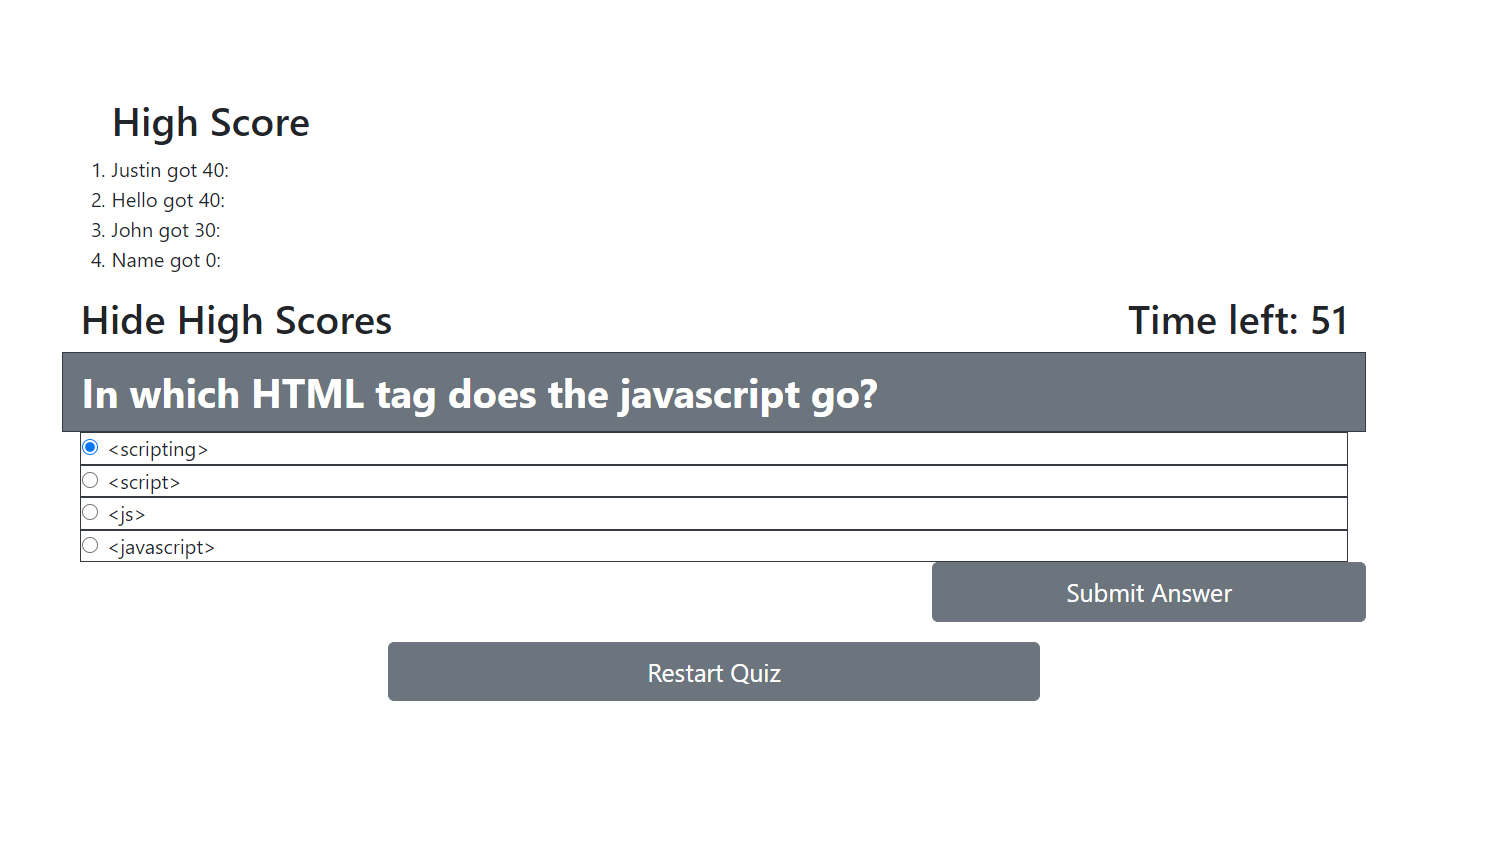 High Score
1. Justin got 40:
2. Hello got 40:
3. John got 30:
4. Name got 0:
Hide High Scores
Time left: 51
In which HTML tag does the javascript go?
<scripting>
<script>
<js>
<javascript>
Submit Answer
Restart Quiz